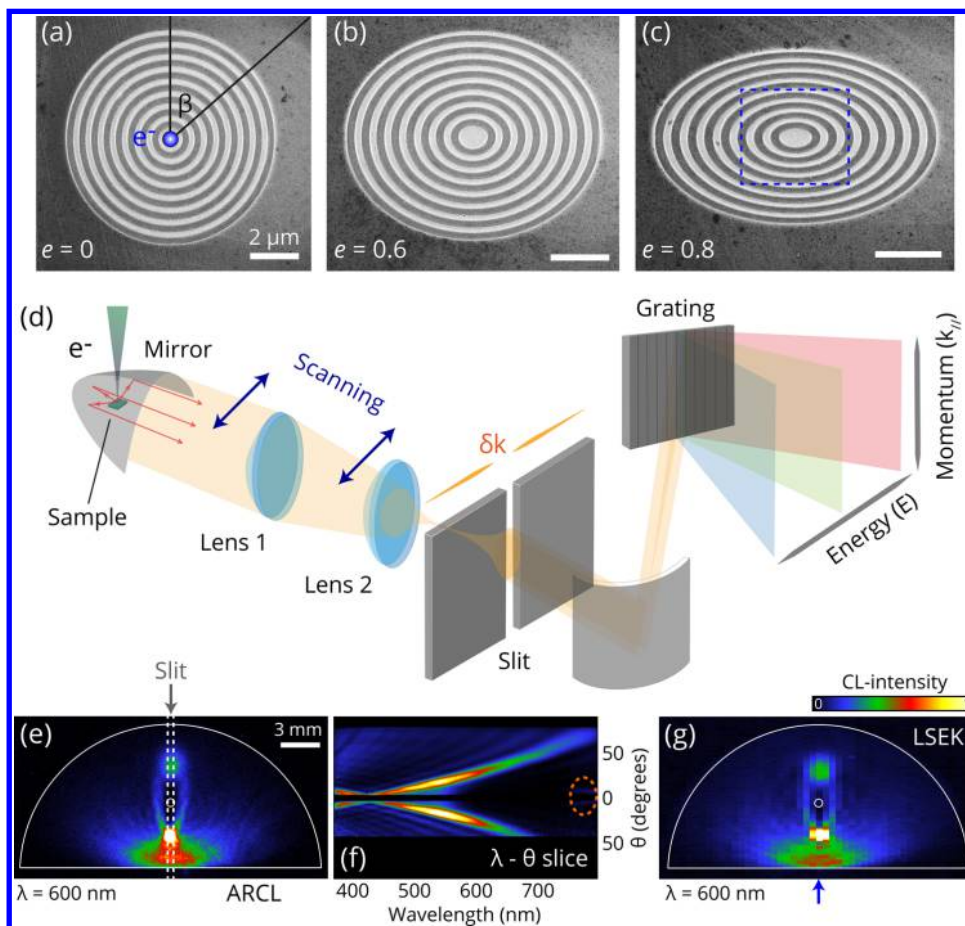 (a)
β
e-
e = 0
2 μm
(b)
e = 0.6
(c)
e = 0.8
(d)
e-
Mirror
Sample
Scanning
Lens 1
Lens 2
δk
Slit
Grating
Momentum (k//)
Energy (E)
Slit
(e)
3 mm
λ = 600 nm
ARCL
(f)
λ - θ slice
400
500
600
700
Wavelength (nm)
50
0
50
θ (degrees)
CL-intensity
0
(g)
LSEK
λ = 600 nm